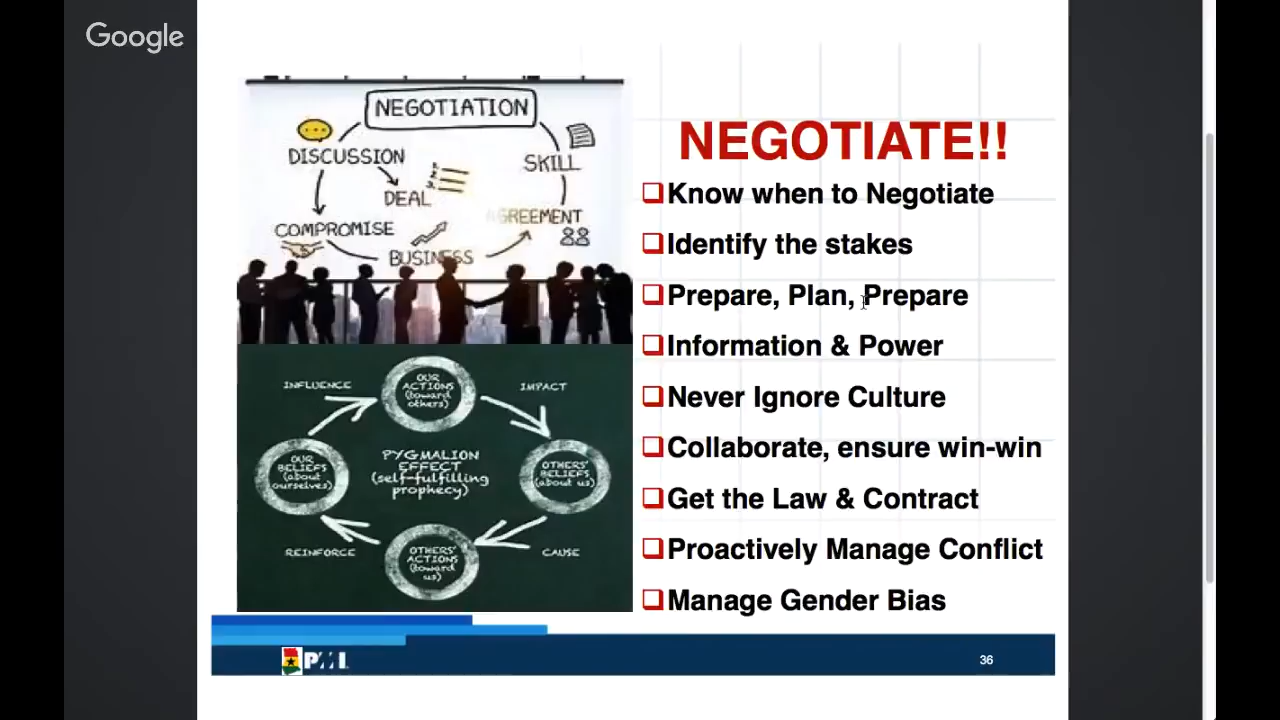 Google
NEGOTIATION
DISCUSSION
SKILL
DEAL
AGREEMENT
COMPROMISE
BUSINESS
INFLUENCE
OUR
ACTIONS
(toward
others)
IMPACT
OUR
BELIEFS
(about
ourselves)
PYGMALION
EFFECT
(self-fulfilling
prophecy)
OTHERS'
BELIEFS
(about us)
REINFORCE
OTHERS'
ACTIONS
(toward
us)
CAUSE
NEGOTIATE!!
Know when to Negotiate
Identify the stakes
Prepare, Plan, Prepare
Information & Power
Never Ignore Culture
Collaborate, ensure win-win
Get the Law & Contract
Proactively Manage Conflict
Manage Gender Bias
PMI
36